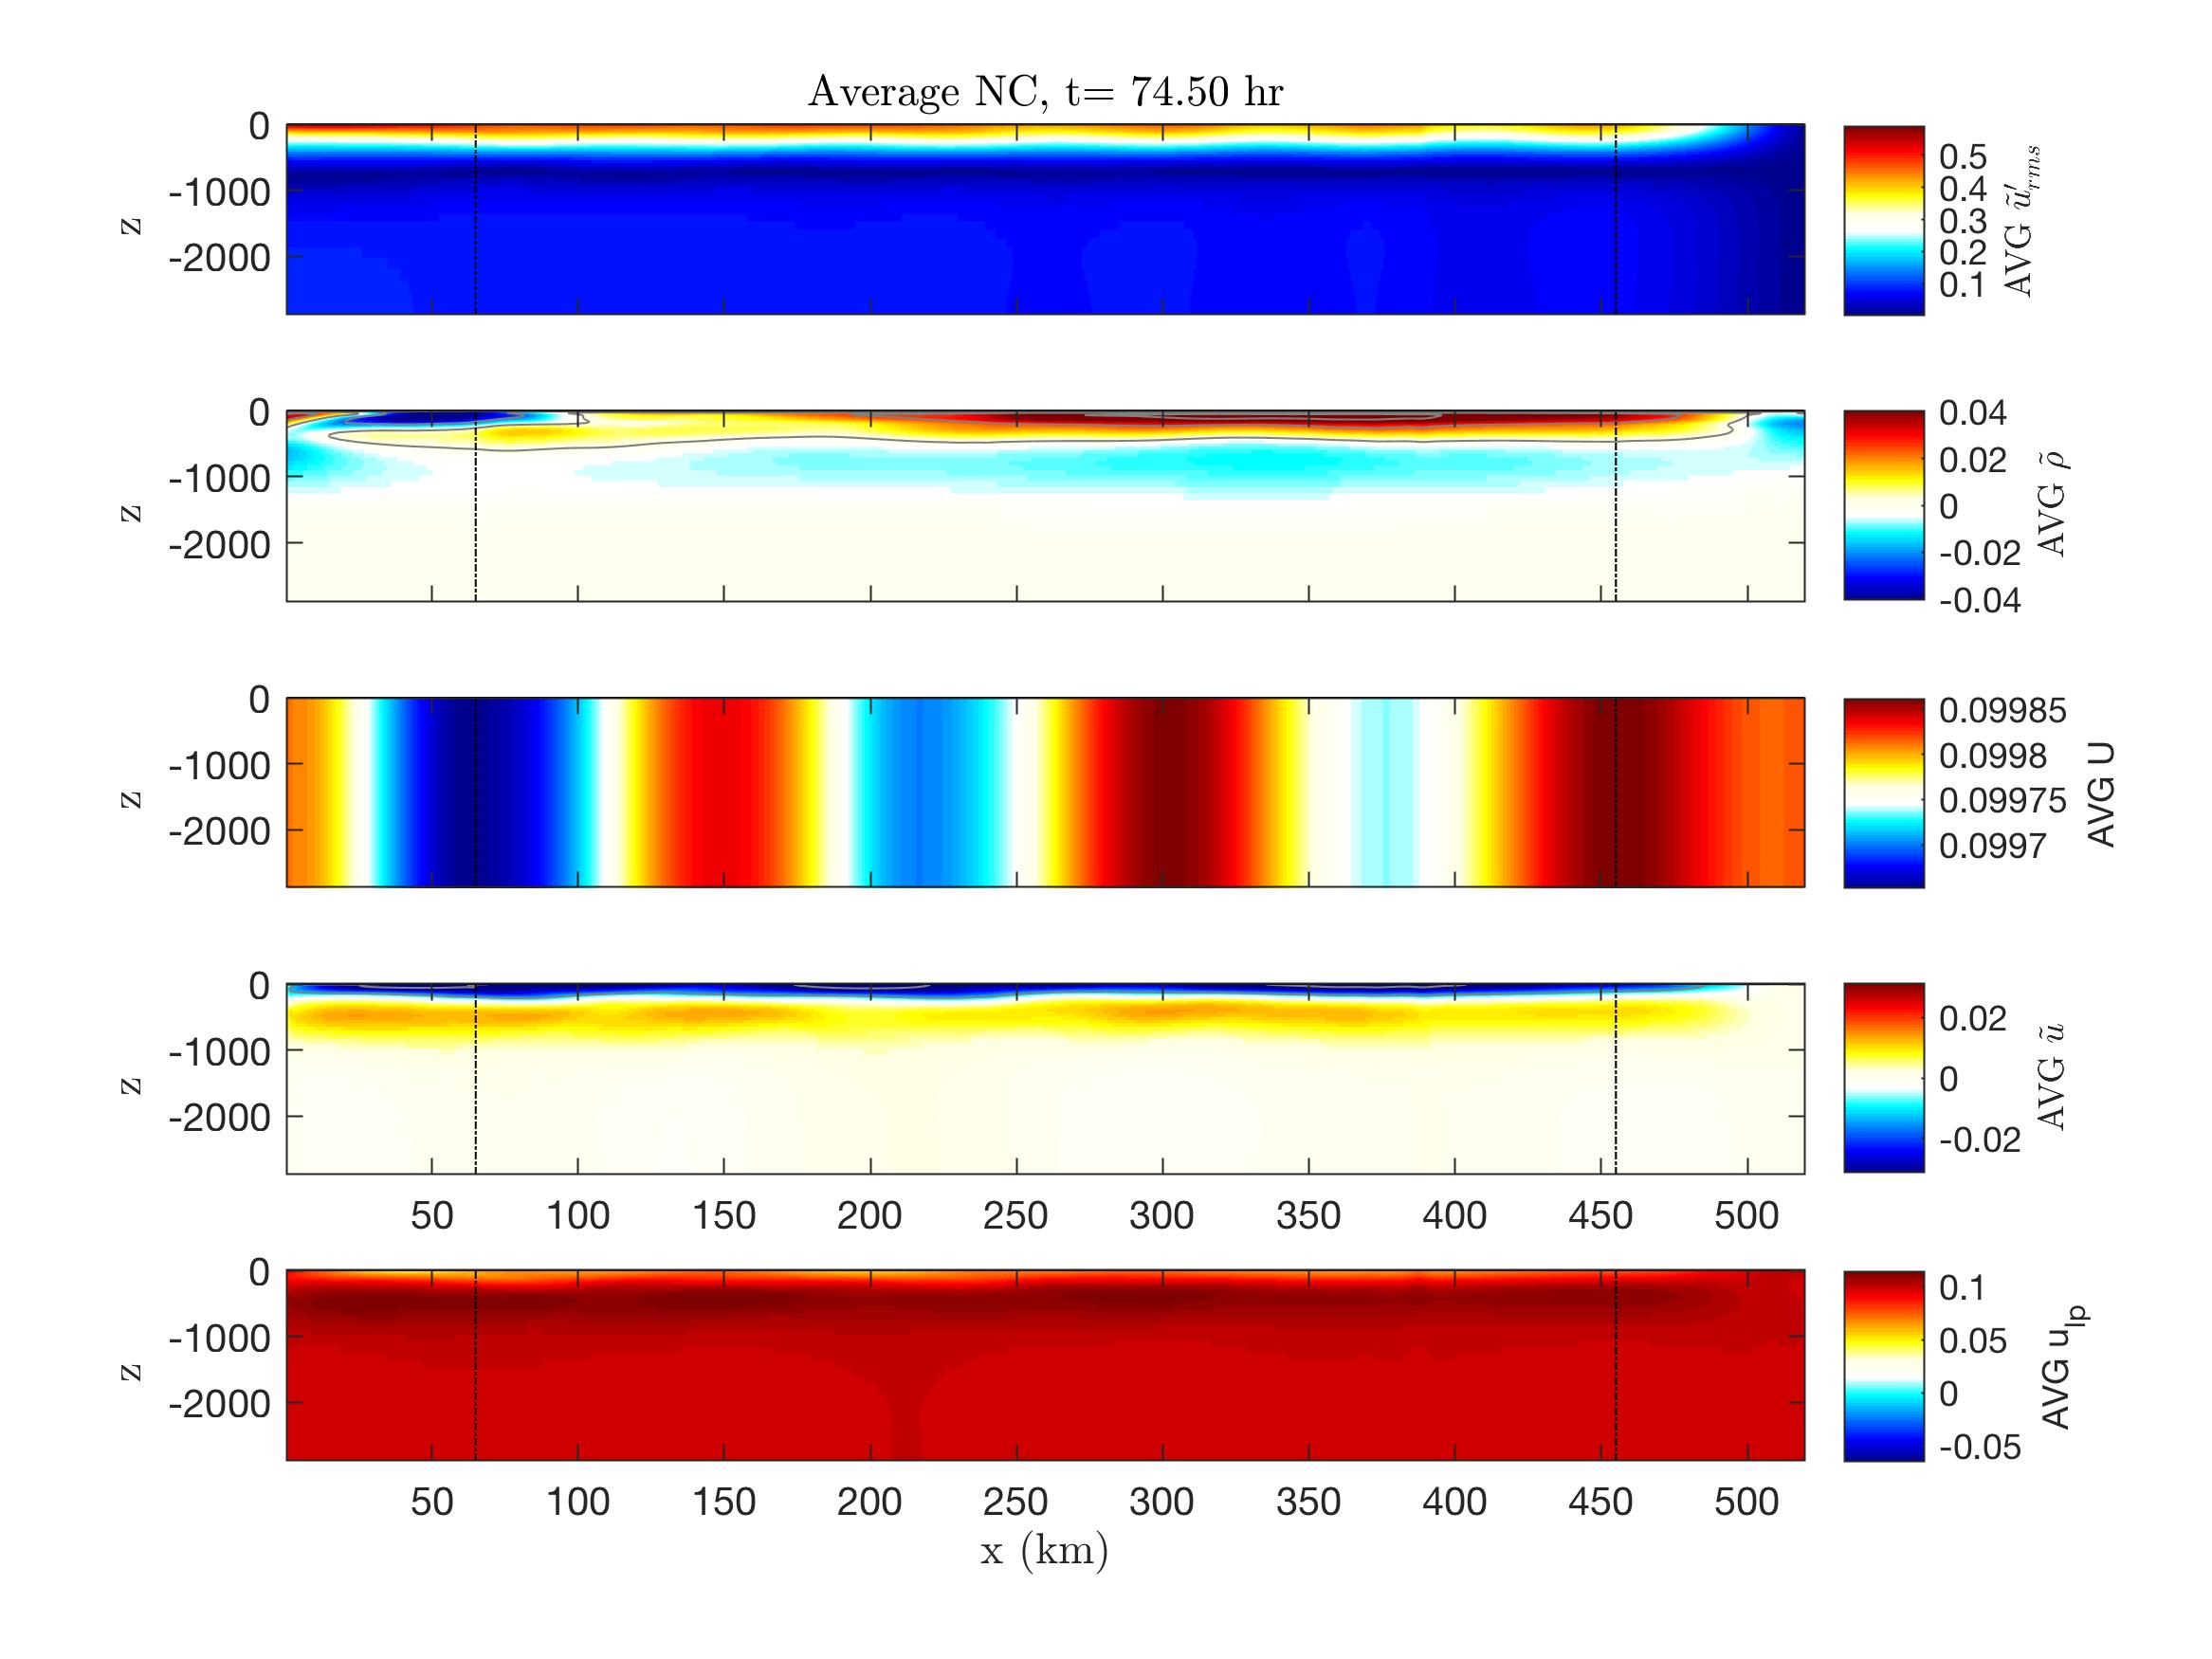 Average NC, t= 74.50 hr
0
-1000
-2000
z
0.5
0.4
0.3
0.2
0.1
AVG ũ′rms
0
-1000
-2000
z
0.04
0.02
0
-0.02
-0.04
AVG ρ̃
0
-1000
-2000
z
0.09985
0.0998
0.09975
0.0997
AVG U
0
-1000
-2000
z
50 100 150 200 250 300 350 400 450 500
0.02
0
-0.02
AVG ũ
0
-1000
-2000
z
50 100 150 200 250 300 350 400 450 500
x (km)
0.1
0.05
0
-0.05
AVG ulp